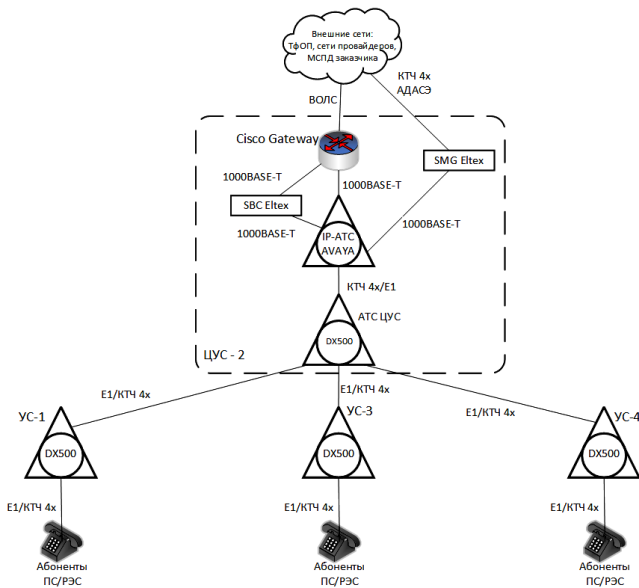 Внешние сети:
ТфОП, сети провайдеров,
МСПД заказчика
КТЧ 4х
АДАСЭ
ВОЛС
Cisco Gateway
1000BASE-T
1000BASE-T
SMG Eltex
SBC Eltex
1000BASE-T
1000BASE-T
IP-АТС
AVAYA
КТЧ 4х/E1
АТС ЦУС
DX500
ЦУС - 2
E1/КТЧ 4х
E1/КТЧ 4х
E1/КТЧ 4х
УС-1
УС-3
УС-4
DX500
DX500
DX500
E1/КТЧ 4х
E1/КТЧ 4х
E1/КТЧ 4х
Абоненты
ПС/РЭС
Абоненты
ПС/РЭС
Абоненты
ПС/РЭС